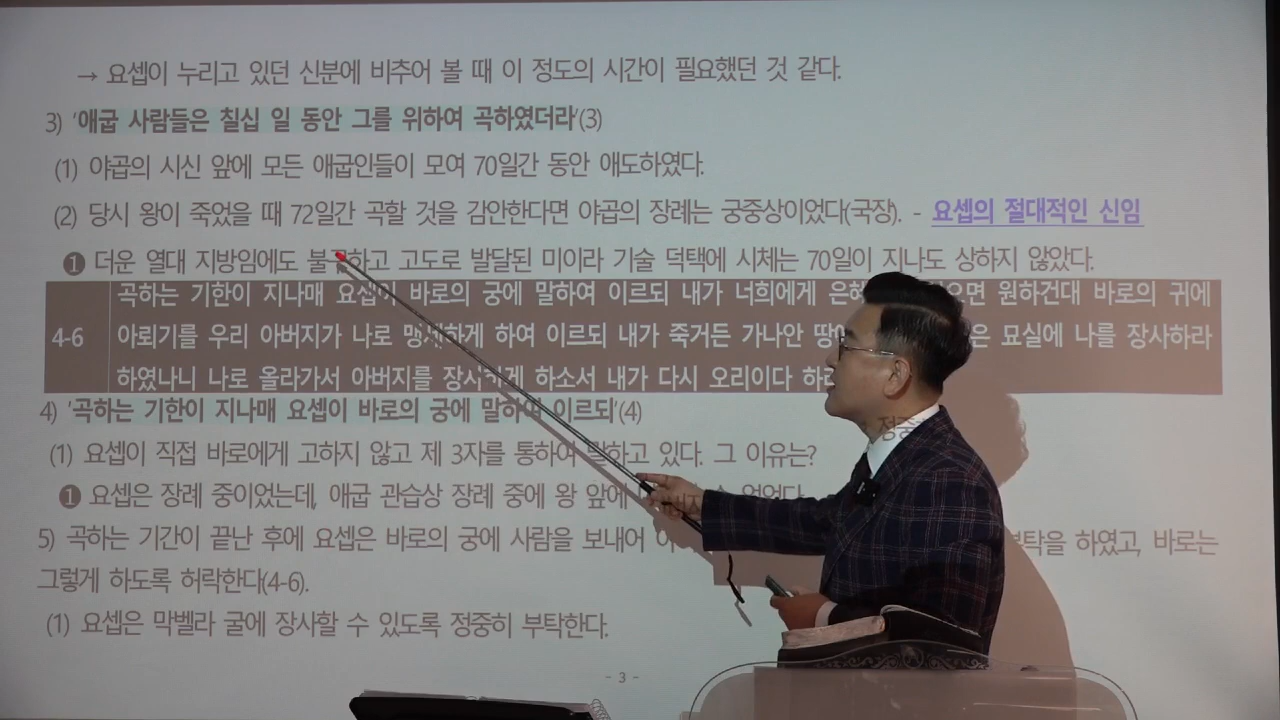 → 요셉이 누리고 있던 신분에 비추어 볼 때 이 정도의 시간이 필요했던 것 같다.
3) '애굽 사람들은 칠십 일 동안 그를 위하여 곡하였더라'(3)
(1) 야곱의 시신 앞에 모든 애굽인들이 모여 70일간 동안 애도하였다.
(2) 당시 왕이 죽었을 때 72일간 곡할 것을 감안한다면 야곱의 장례는 궁중상이었다(국장). - 요셉의 절대적인 신임
❶ 더운 열대 지방임에도 불구하고 고도로 발달된 미이라 기술 덕택에 시체는 70일이 지나도 상하지 않았다.
곡하는 기한이 지나매 요셉이 바로의 궁에 말하여 이르되 내가 너희에게 은혜 원하건대 바로의 귀에
4-6 아뢰기를 우리 아버지가 나로 맹세하게 하여 이르되 내가 죽거든 가나안 땅에 묘실에 나를 장사하라
하였나니 나로 올라가서 아버지를 장사하게 하소서 내가 다시 오리이다
4) '곡하는 기한이 지나매 요셉이 바로의 궁에 말하여 이르되'(4)
정중
(1) 요셉이 직접 바로에게 고하지 않고 제 3자를 통하여 하고 있다. 그 이유는?
❶ 요셉은 장례 중이었는데, 애굽 관습상 장례 중에 왕 앞에 없었다
5) 곡하는 기간이 끝난 후에 요셉은 바로의 궁에 사람을 보내어 부탁을 하였고, 바로는
그렇게 하도록 허락한다(4-6).
(1) 요셉은 막벨라 굴에 장사할 수 있도록 정중히 부탁한다.
- 3 -